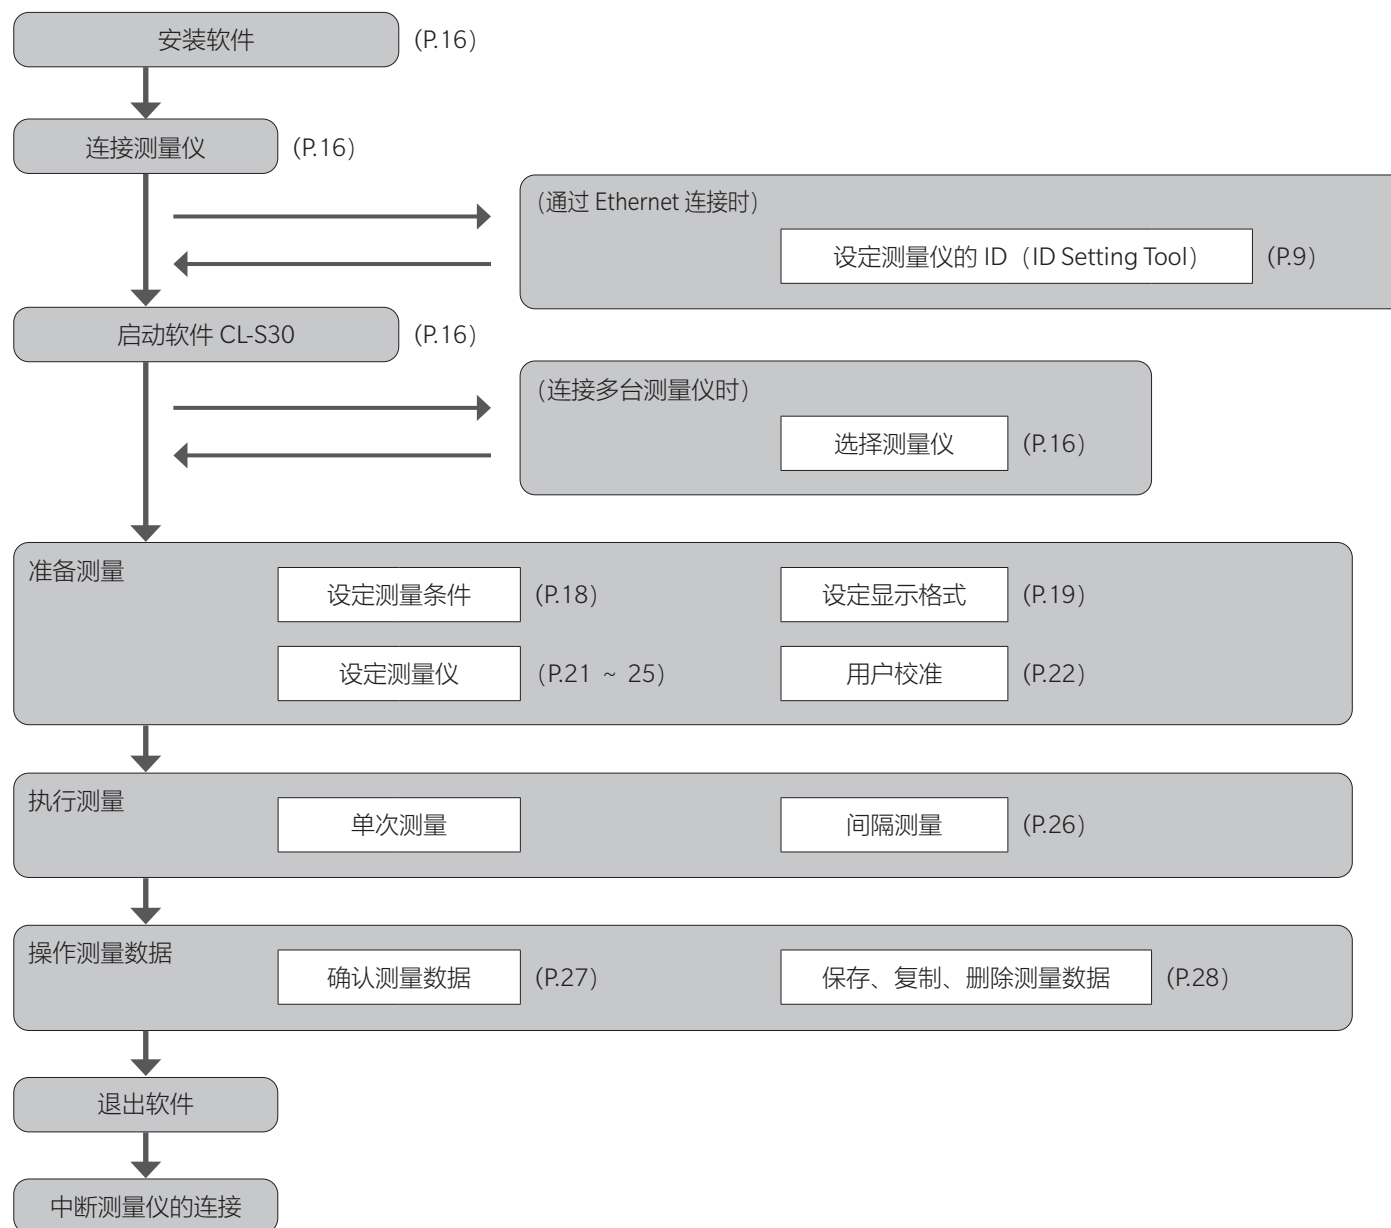 安装软件 (P.16)
连接测量仪 (P.16)
(通过 Ethernet 连接时)
设定测量仪的 ID（ID Setting Tool） (P.9)
启动软件 CL-S30 (P.16)
(连接多台测量仪时)
选择测量仪 (P.16)
准备测量
设定测量条件 (P.18) 设定显示格式 (P.19)
设定测量仪 (P.21 ~ 25) 用户校准 (P.22)
执行测量
单次测量 间隔测量 (P.26)
操作测量数据
确认测量数据 (P.27) 保存、复制、删除测量数据 (P.28)
退出软件
中断测量仪的连接